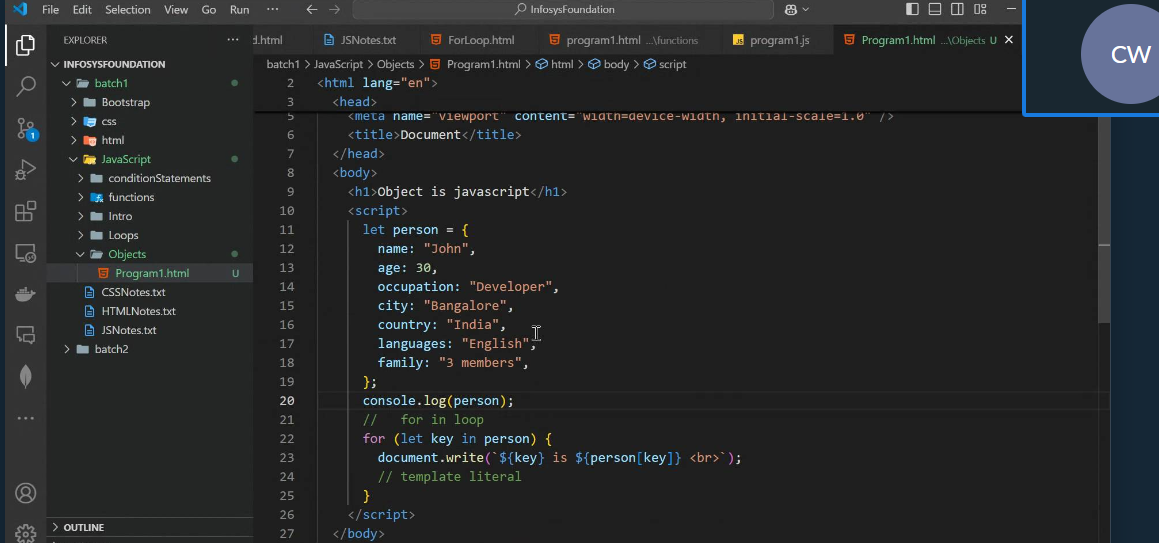 File Edit Selection View Go Run ··· InfosysFoundation
EXPLORER ···
INFOSYSFOUNDATION
batch1
Bootstrap
css
html
JavaScript
conditionStatements
functions
Intro
Loops
Objects
Program1.html U
CSSNotes.txt
HTMLNotes.txt
JSNotes.txt
batch2
OUTLINE
1
d.html JSNotes.txt ForLoop.html program1.html ...\functions program1.js Program1.html ...\Objects U
batch1 > JavaScript > Objects > Program1.html > html > body > script
2 <html lang="en">
3 <head>
5 <meta name="viewport" content="width=device-width, initial-scale=1.0" />
6 <title>Document</title>
7 </head>
8 <body>
9 <h1>Object is javascript</h1>
10 <script>
11 let person = {
12 name: "John",
13 age: 30,
14 occupation: "Developer",
15 city: "Bangalore",
16 country: "India",
17 languages: "English",
18 family: "3 members",
19 };
20 console.log(person);
21 // for in loop
22 for (let key in person) {
23 document.write(`${key} is ${person[key]} <br>`);
24 // template literal
25 }
26 </script>
27 </body>
CW